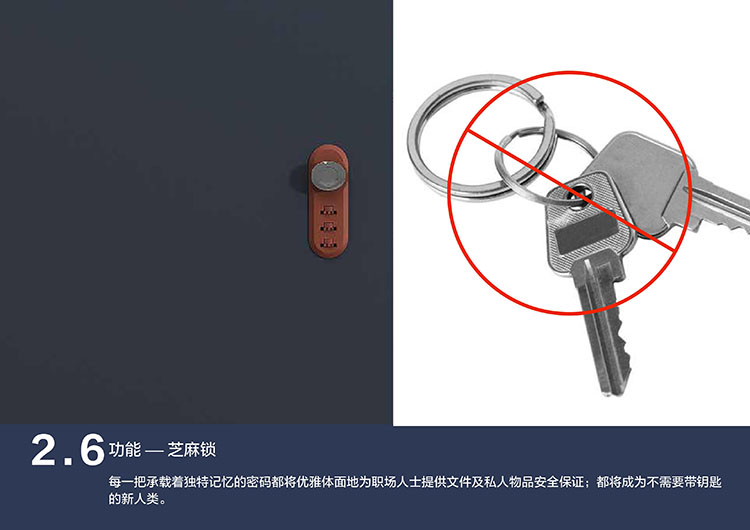 2.6 功能 — 芝麻锁
每一把承载着独特记忆的密码都将优雅体面地为职场人士提供文件及私人物品安全保证；都将成为不需要带钥匙
的新人类。